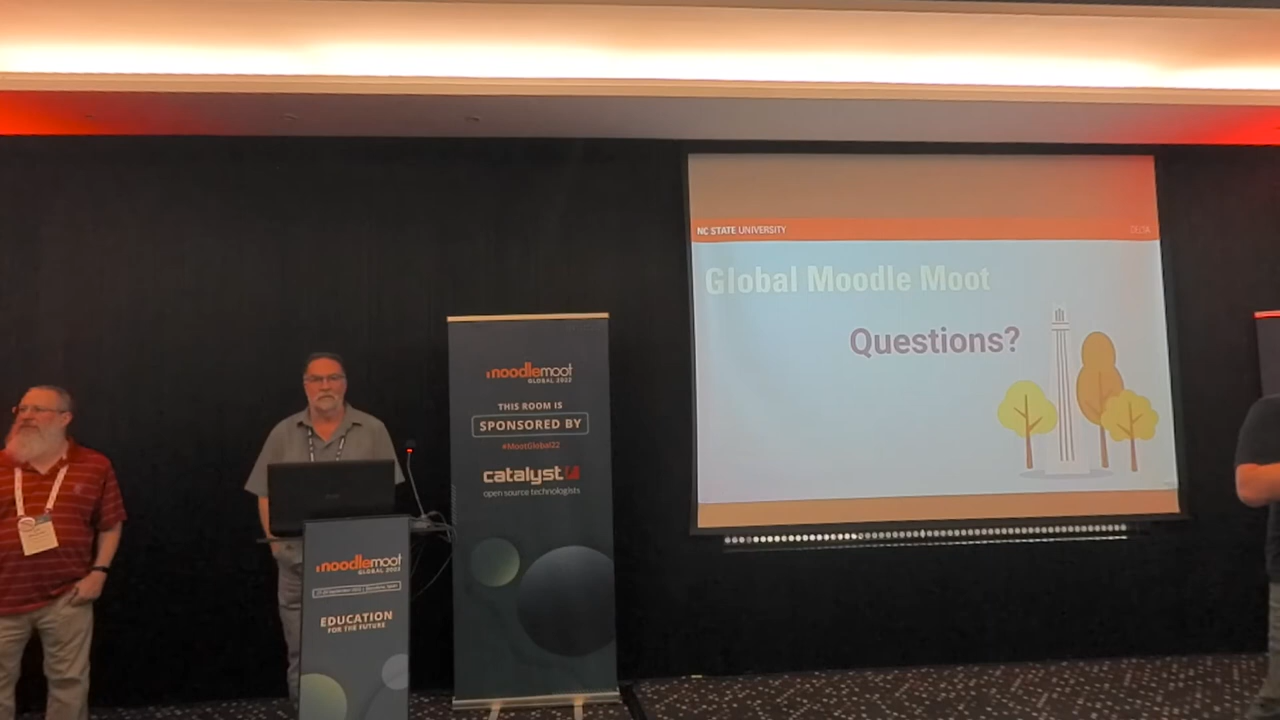 NC STATE UNIVERSITY
DELTA
Global Moodle Moot
Questions?
moodlemoot
GLOBAL 2022
THIS ROOM IS
SPONSORED BY
#MootGlobal22
catalyst
open source technologists
moodlemoot
GLOBAL 2022
EDUCATION
FOR THE FUTURE